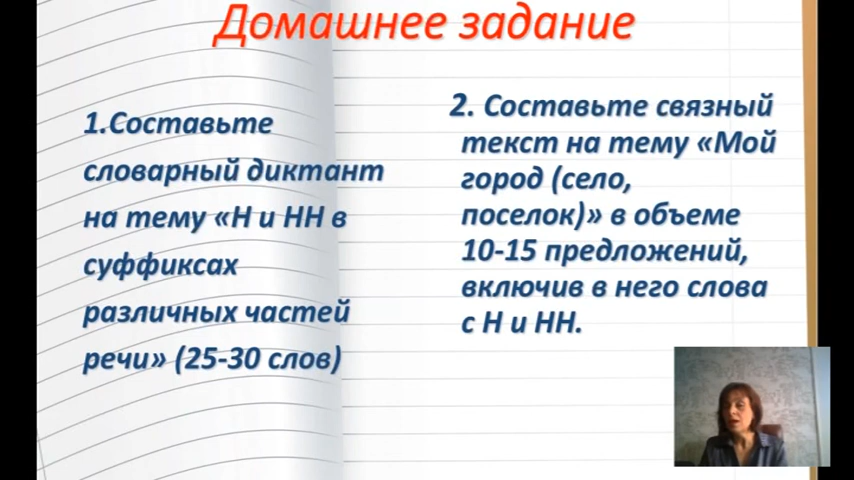 Домашнее задание
1.Составьте
словарный диктант
на тему «Н и НН в
суффиксах
различных частей
речи» (25-30 слов)
2. Составьте связный
текст на тему «Мой
город (село,
поселок)» в объеме
10-15 предложений,
включив в него слова
с Н и НН.